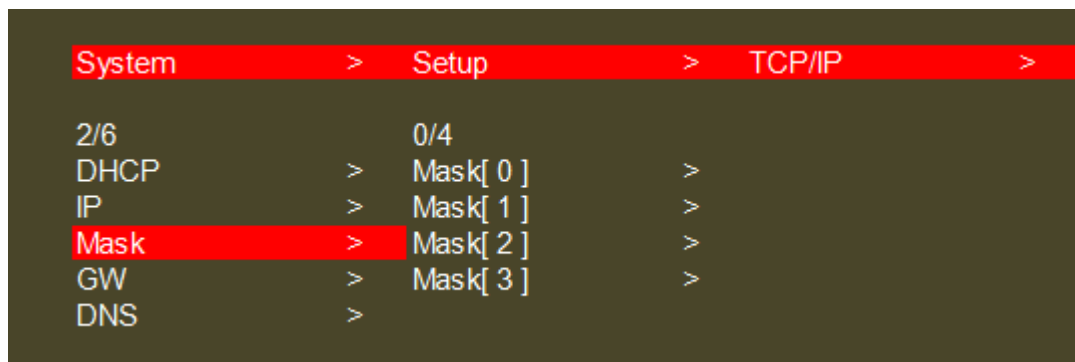 System > Setup > TCP/IP >
2/6 0/4
DHCP > Mask[ 0 ] >
IP > Mask[ 1 ] >
Mask > Mask[ 2 ] >
GW > Mask[ 3 ] >
DNS >